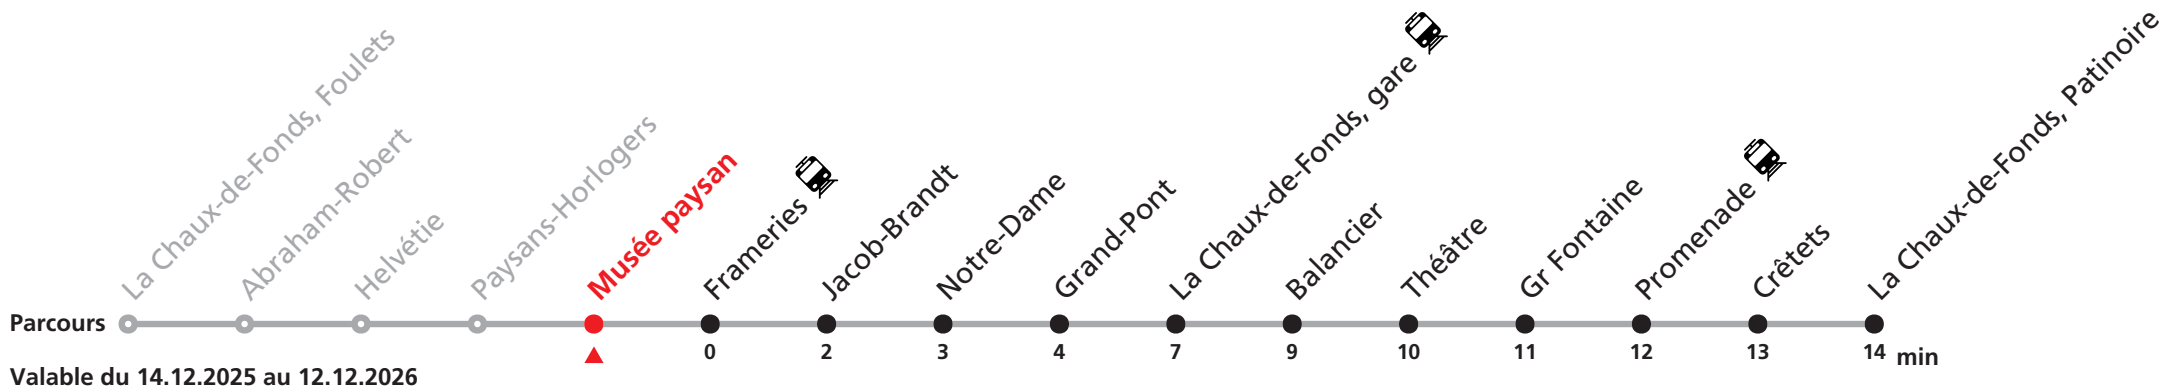 La Chaux-de-Fonds, Foulets
Abraham-Robert
Helvétie
Paysans-Horlogers
Musée paysan
Frameries
Jacob-Brandt
Notre-Dame
Grand-Pont
La Chaux-de-Fonds, gare
Balancier
Théâtre
Gr Fontaine
Promenade
Crêtets
La Chaux-de-Fonds, Patinoire
Parcours
0 2 3 4 7 9 10 11 12 13 14 min
Valable du 14.12.2025 au 12.12.2026